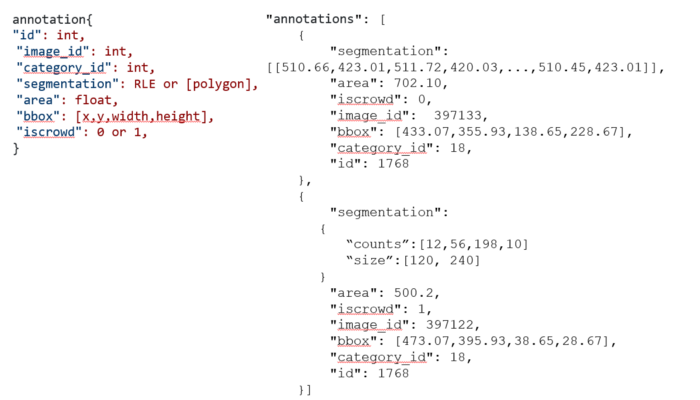 annotation{
"id": int,
"image_id": int,
"category_id": int,
"segmentation": RLE or [polygon],
"area": float,
"bbox": [x,y,width,height],
"iscrowd": 0 or 1,
}
"annotations": [
{
"segmentation":
[[510.66,423.01,511.72,420.03,...,510.45,423.01]],
"area": 702.10,
"iscrowd": 0,
"image_id":  397133,
"bbox": [433.07,355.93,138.65,228.67],
"category_id": 18,
"id": 1768
},
{
"segmentation":
{
“counts”:[12,56,198,10]
“size”:[120, 240]
}
"area": 500.2,
"iscrowd": 1,
"image_id": 397122,
"bbox": [473.07,395.93,38.65,28.67],
"category_id": 18,
"id": 1768
}]